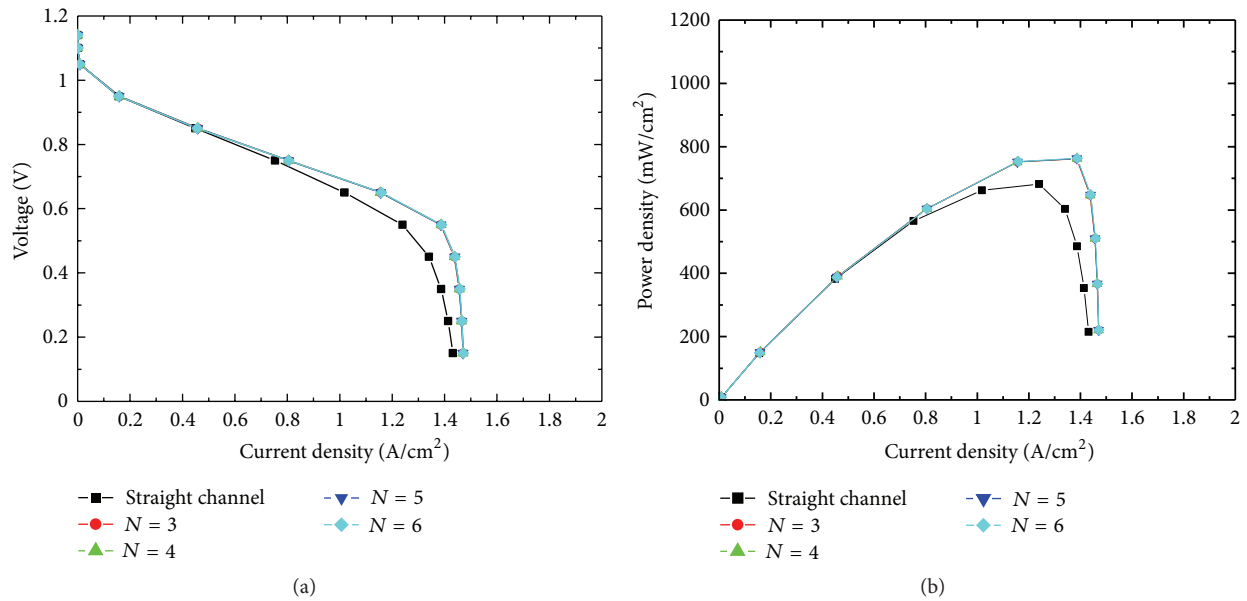 1.2
1
0.8
0.6
0.4
0.2
0
Voltage (V)
0 0.2 0.4 0.6 0.8 1 1.2 1.4 1.6 1.8 2
Current density (A/cm²)
Straight channel
N = 3
N = 4
N = 5
N = 6
(a)
1200
1000
800
600
400
200
0
Power density (mW/cm²)
0 0.2 0.4 0.6 0.8 1 1.2 1.4 1.6 1.8 2
Current density (A/cm²)
Straight channel
N = 3
N = 4
N = 5
N = 6
(b)